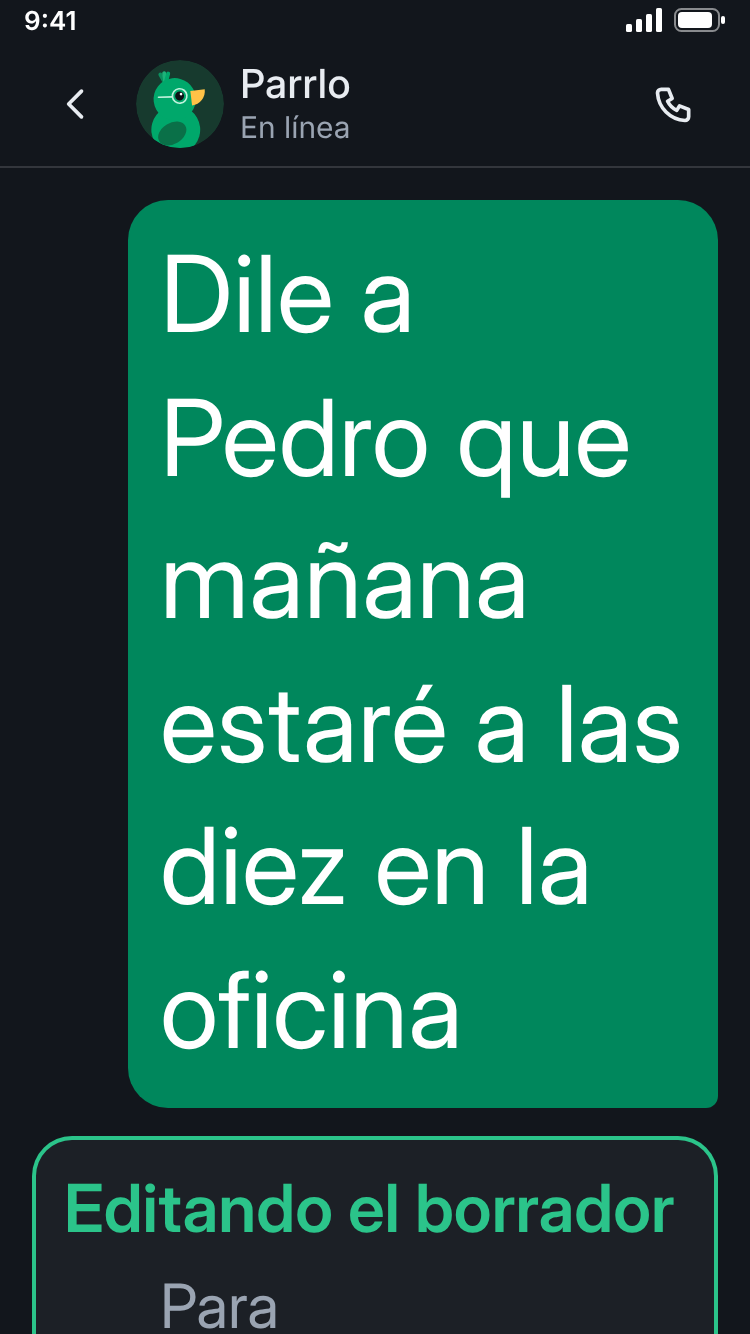 9:41
Parrlo
En línea
Dile a
Pedro que
mañana
estaré a las
diez en la
oficina
Editando el borrador
Para